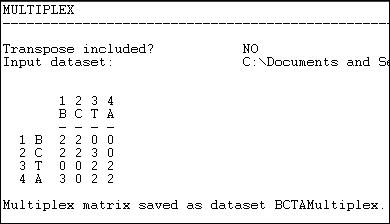 MULTIPLEX
--------------------------------------------------------------------------------
Transpose included? NO
Input dataset: C:\Documents and Se
1 2 3 4
B C T A
- - - -
1 B 2 2 0 0
2 C 2 2 3 0
3 T 0 0 2 2
4 A 3 0 2 2
Multiplex matrix saved as dataset BCTAMultiplex.